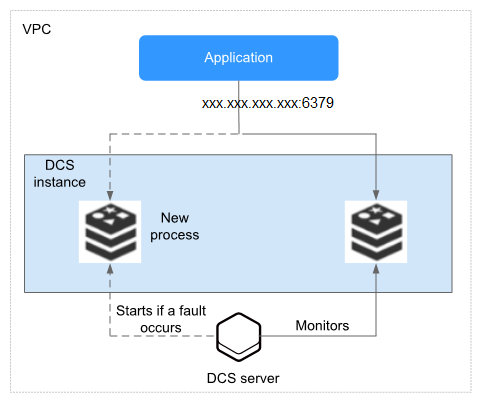 VPC
Application
xxx.xxx.xxx.xxx:6379
DCS
instance
New
process
Starts if a fault
occurs
Monitors
DCS server